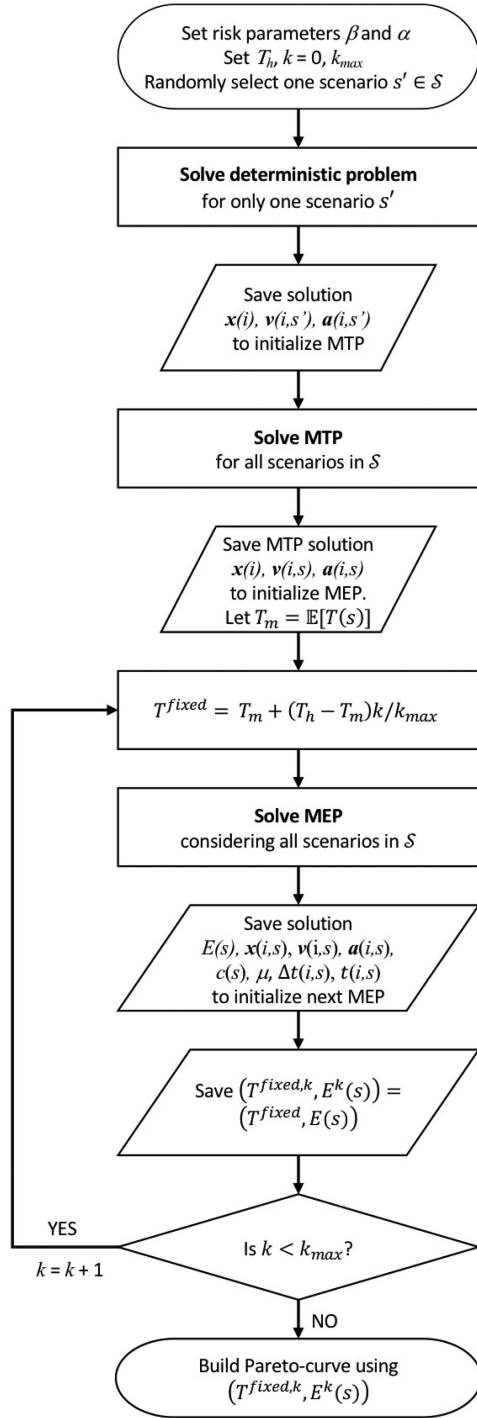 Set risk parameters β and α
Set T_h, k = 0, k_max
Randomly select one scenario s′ ∈ 𝒮
Solve deterministic problem
for only one scenario s′
Save solution
x(i), v(i,s’), a(i,s’)
to initialize MTP
Solve MTP
for all scenarios in 𝒮
Save MTP solution
x(i), v(i,s), a(i,s)
to initialize MEP.
Let T_m = 𝔼[T(s)]
T^fixed = T_m + (T_h − T_m)k/k_max
Solve MEP
considering all scenarios in 𝒮
Save solution
E(s), x(i,s), v(i,s), a(i,s),
c(s), μ, Δt(i,s), t(i,s)
to initialize next MEP
Save (T^fixed,k, E^k(s)) =
(T^fixed, E(s))
Is k < k_max?
YES
k = k + 1
NO
Build Pareto-curve using
(T^fixed,k, E^k(s))